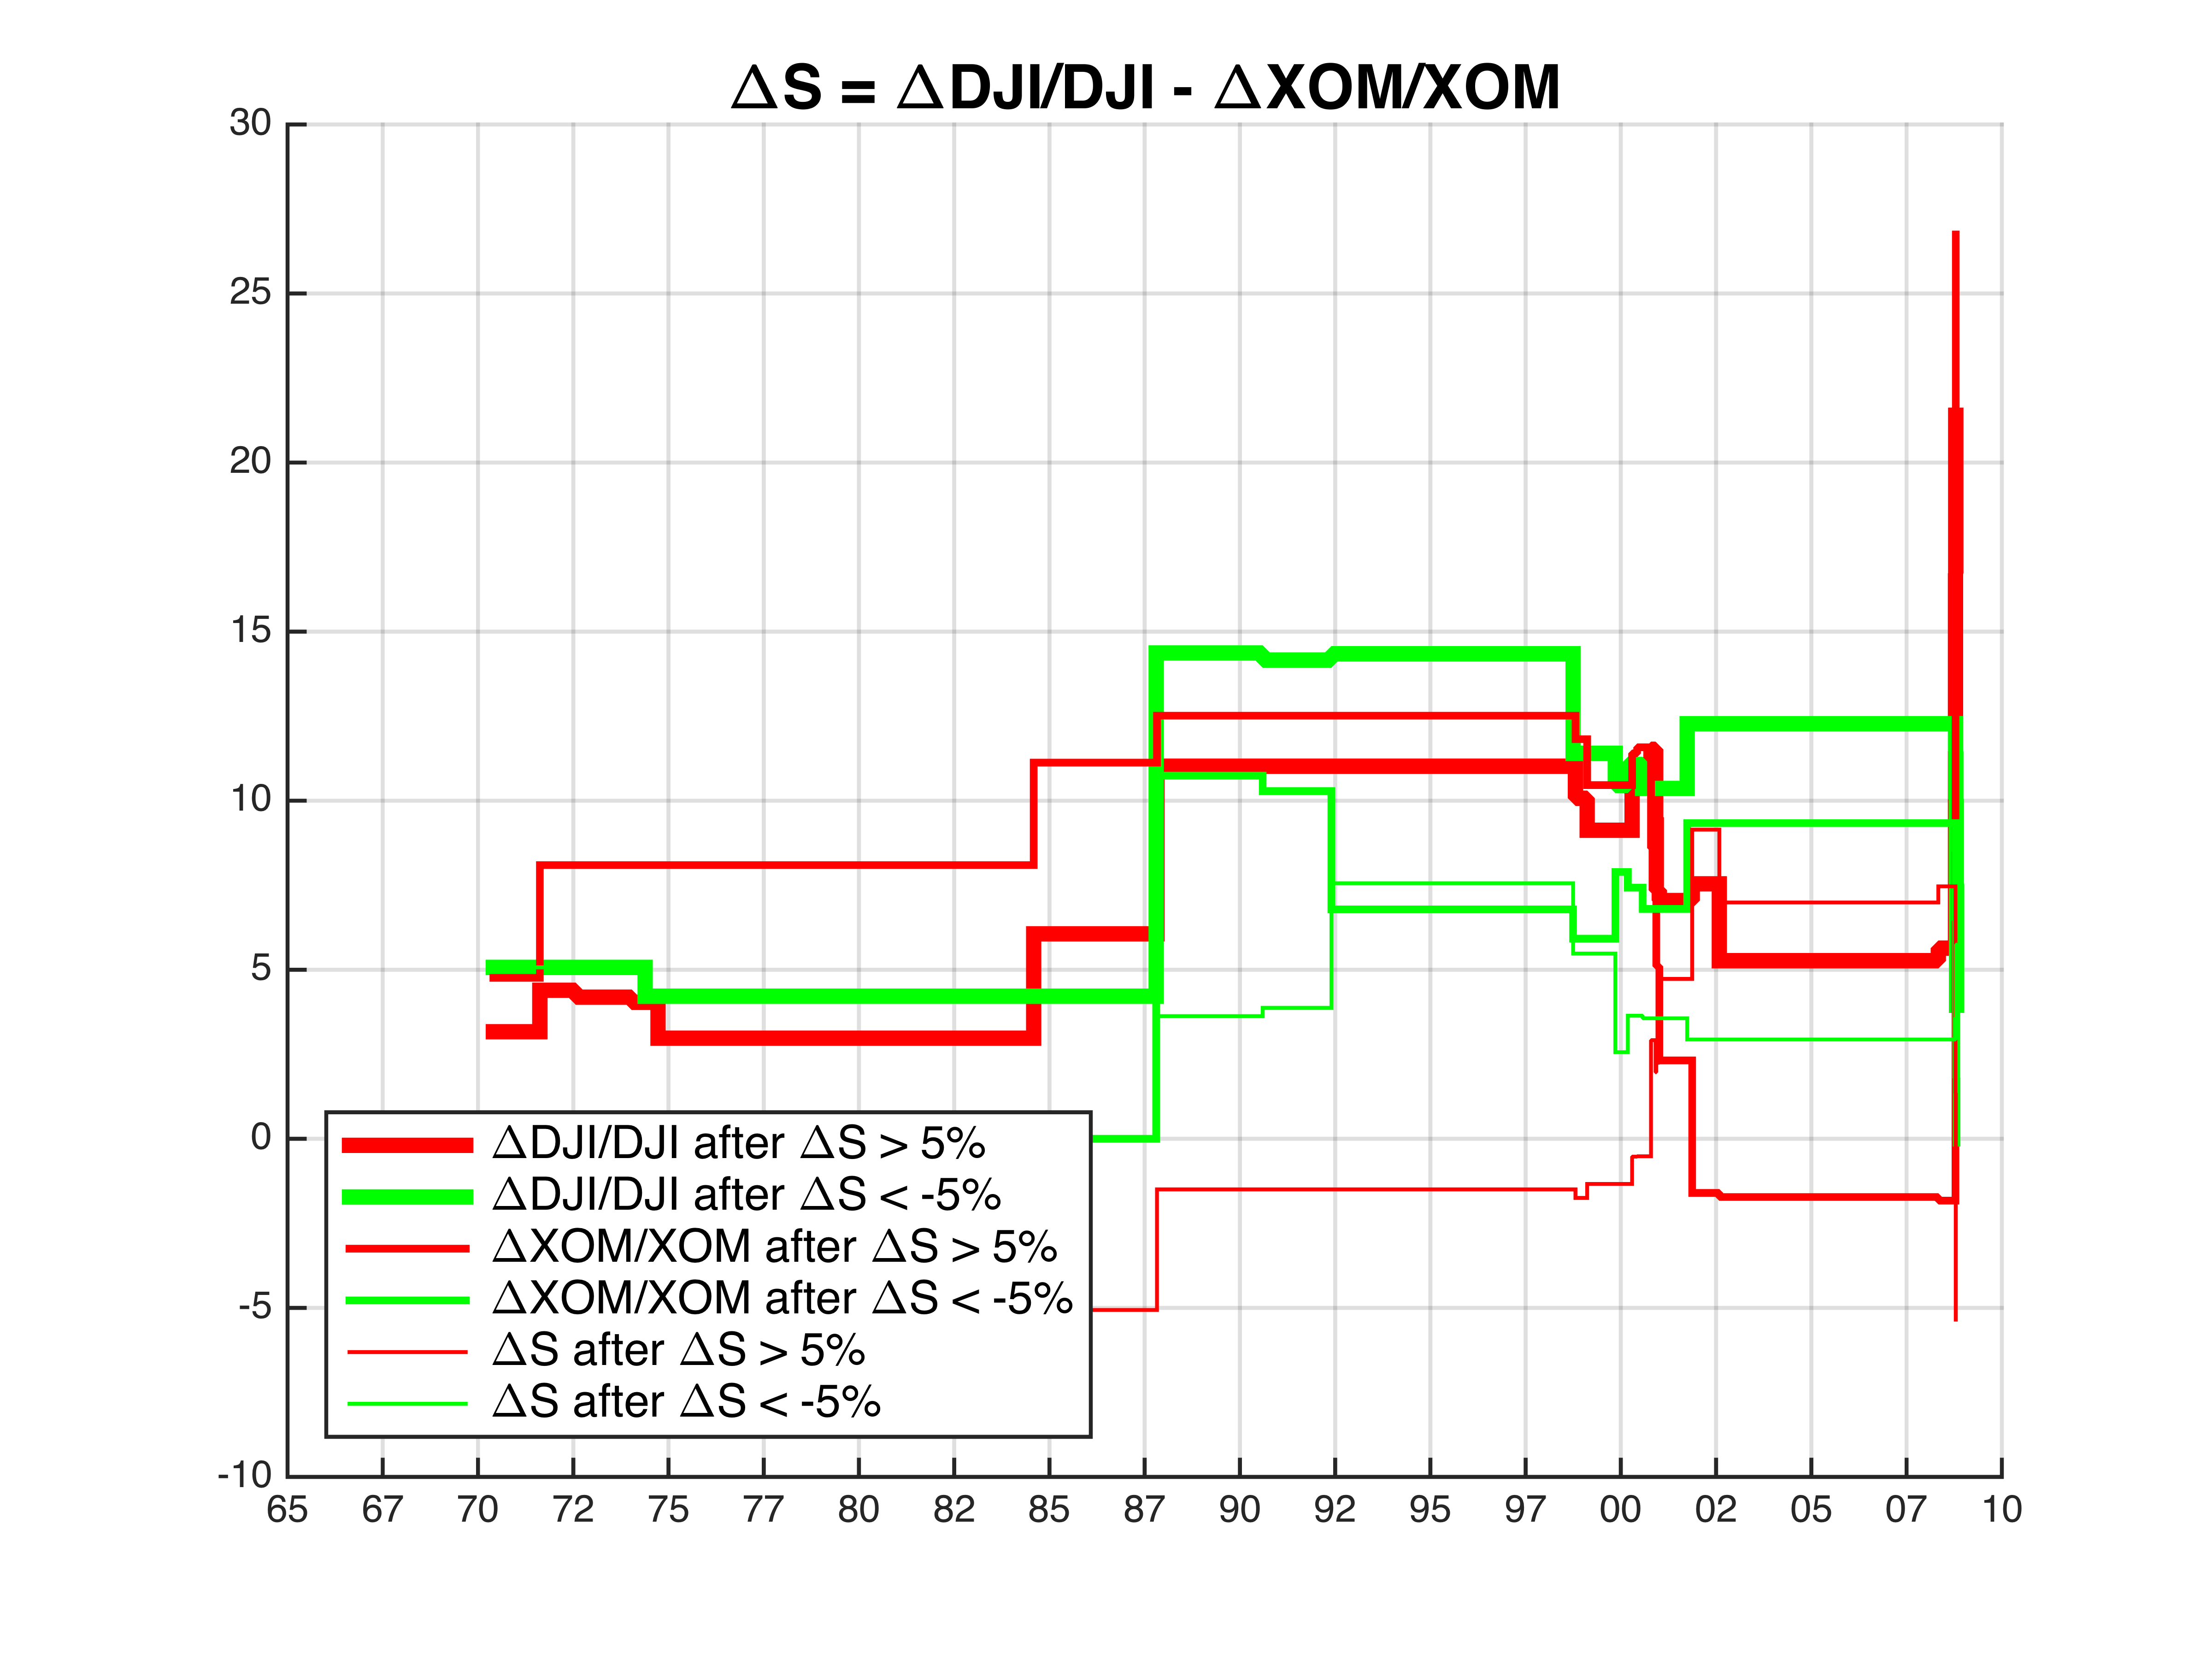 ΔS = ΔDJI/DJI - ΔXOM/XOM
30
25
20
15
10
5
0
-5
-10
ΔDJI/DJI after ΔS > 5%
ΔDJI/DJI after ΔS < -5%
ΔXOM/XOM after ΔS > 5%
ΔXOM/XOM after ΔS < -5%
ΔS after ΔS > 5%
ΔS after ΔS < -5%
65 67 70 72 75 77 80 82 85 87 90 92 95 97 00 02 05 07 10